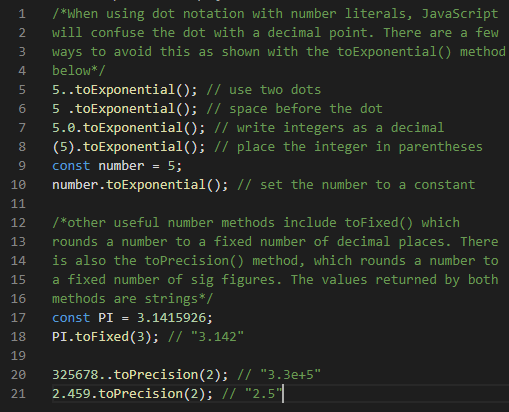 1 /*When using dot notation with number literals, JavaScript
2 will confuse the dot with a decimal point. There are a few
3 ways to avoid this as shown with the toExponential() method
4 below*/
5 5..toExponential(); // use two dots
6 5 .toExponential(); // space before the dot
7 5.0.toExponential(); // write integers as a decimal
8 (5).toExponential(); // place the integer in parentheses
9 const number = 5;
10 number.toExponential(); // set the number to a constant
11
12 /*other useful number methods include toFixed() which
13 rounds a number to a fixed number of decimal places. There
14 is also the toPrecision() method, which rounds a number to
15 a fixed number of sig figures. The values returned by both
16 methods are strings*/
17 const PI = 3.1415926;
18 PI.toFixed(3); // "3.142"
19
20 325678..toPrecision(2); // "3.3e+5"
21 2.459.toPrecision(2); // "2.5"